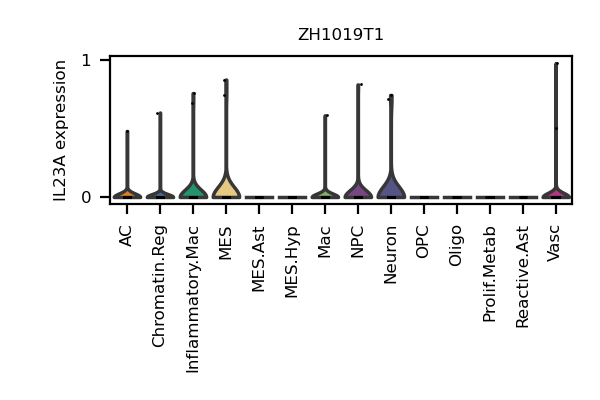 ZH1019T1
IL23A expression
1
0
AC
Chromatin.Reg
Inflammatory.Mac
MES
MES.Ast
MES.Hyp
Mac
NPC
Neuron
OPC
Oligo
Prolif.Metab
Reactive.Ast
Vasc